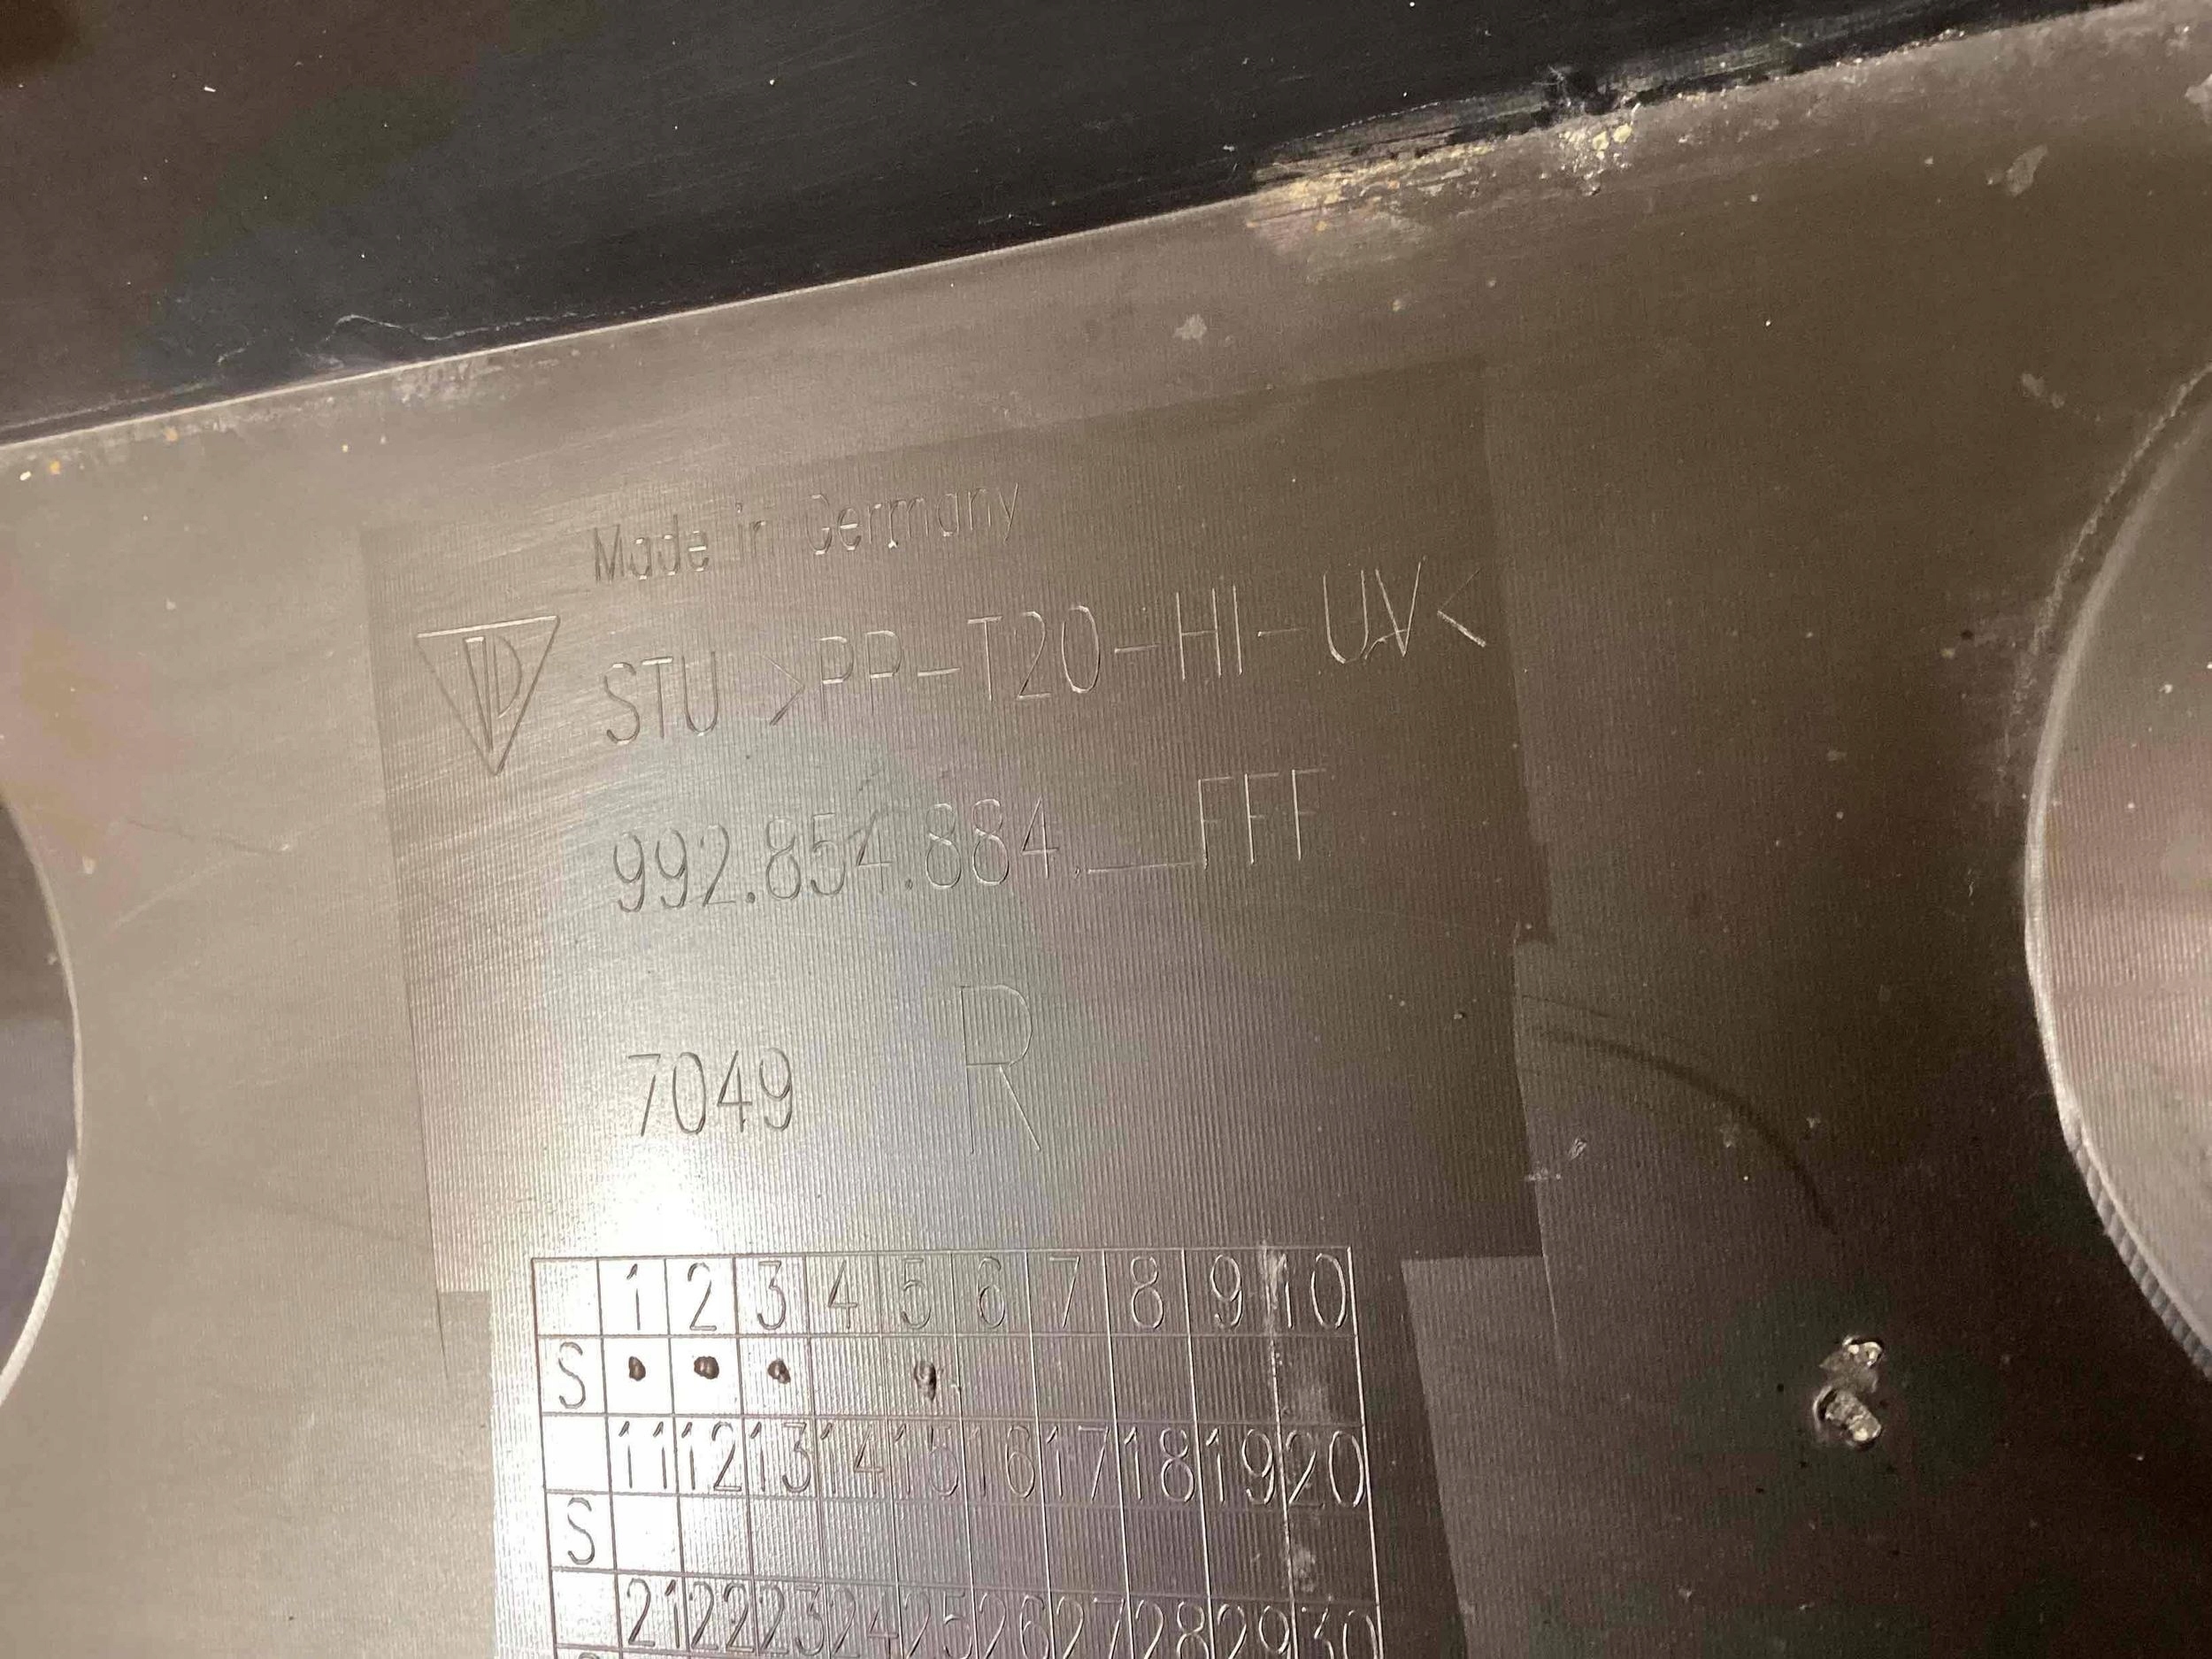 Made in Germany
STU >PP-T20-HI-UV<
992.854.884.__FFF
7049 R
1 2 3 4 5 6 7 8 9 10
S
11 12 13 14 15 16 17 18 19 20
S
21 22 23 24 25 26 27 28 29 30